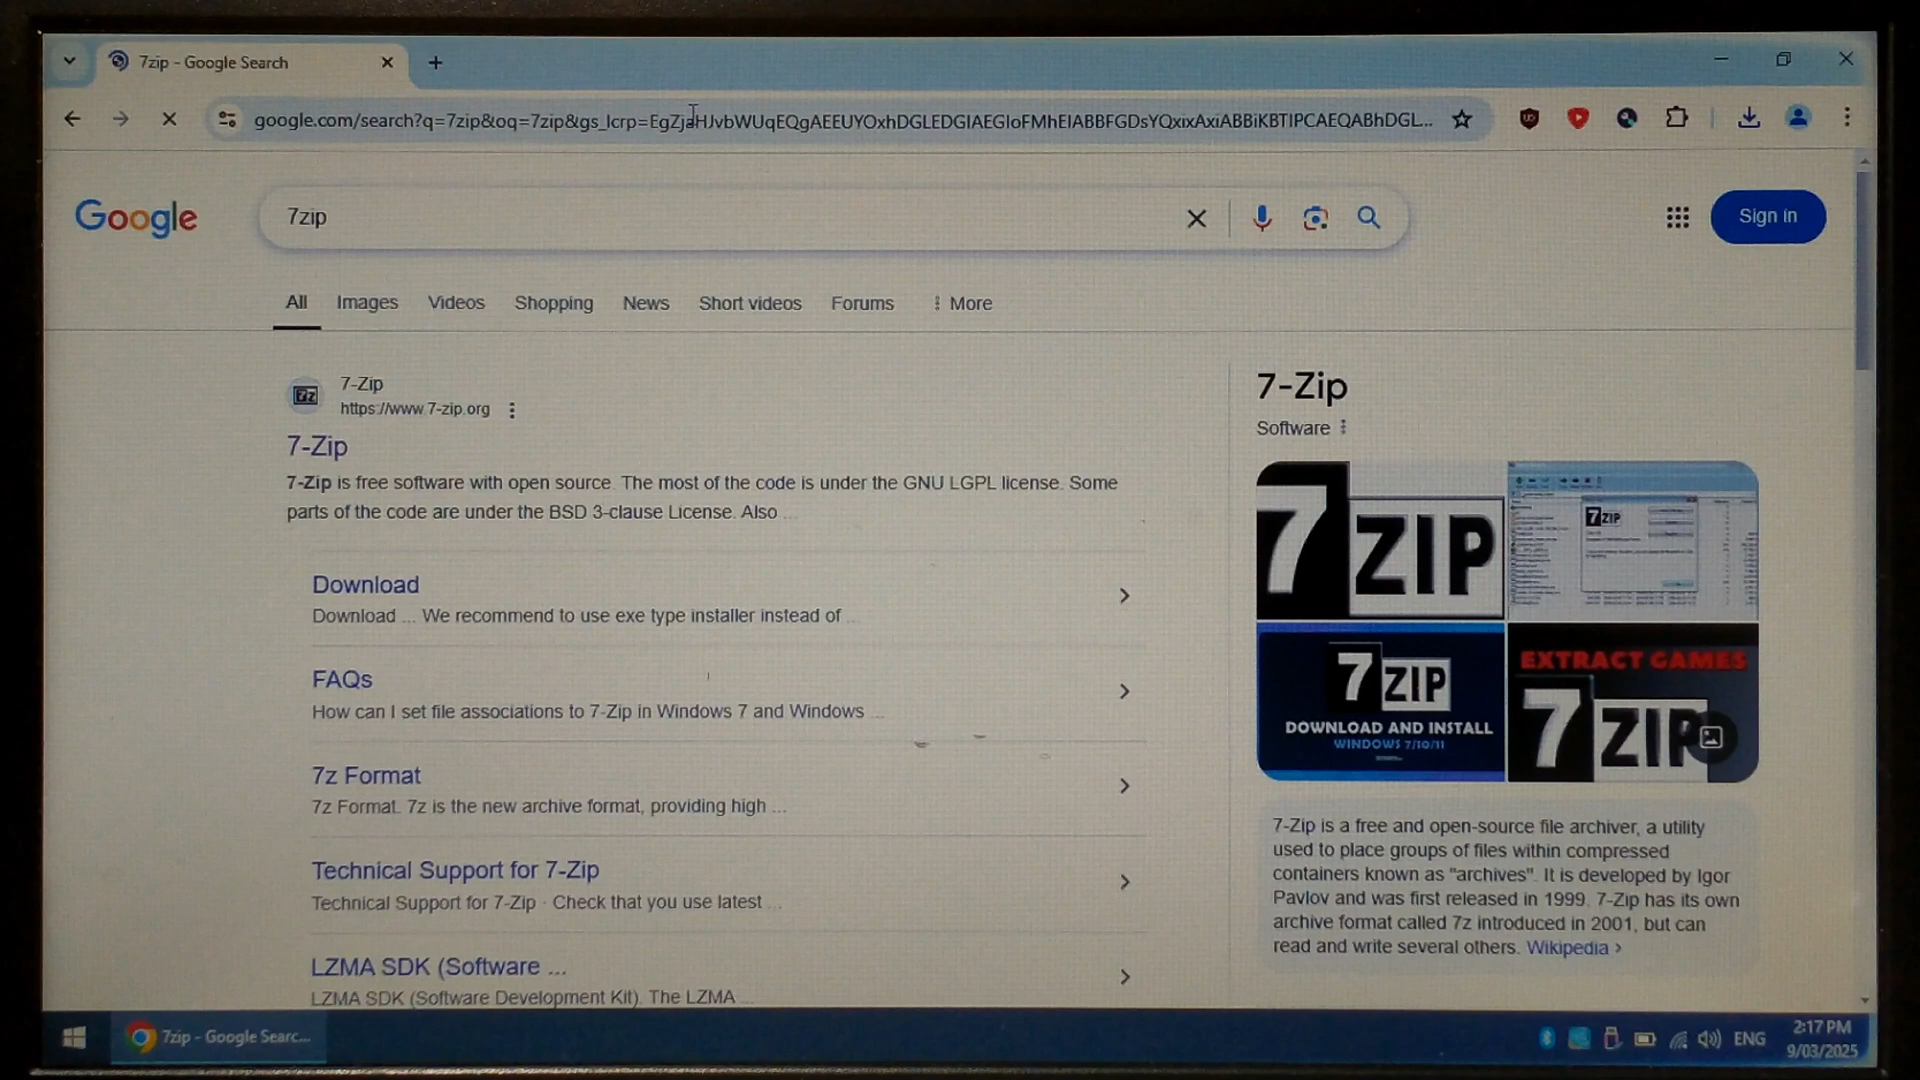 7zip - Google Search
google.com/search?q=7zip&oq=7zip&gs_lcrp=
Google
7zip
Sign in
All Images Videos Shopping News Short videos Forums More
7-Zip
https://www.7-zip.org
7-Zip
7-Zip is free software with open source. The most of the code is under the GNU LGPL license. Some
parts of the code are under the BSD 3-clause License. Also ...
Download
Download ... We recommend to use exe type installer instead of ...
FAQs
How can I set file associations to 7-Zip in Windows 7 and Windows ...
7z Format
7z Format. 7z is the new archive format, providing high ...
Technical Support for 7-Zip
Technical Support for 7-Zip · Check that you use latest ...
LZMA SDK (Software ...
LZMA SDK (Software Development Kit). The LZMA ...
7-Zip
Software
7 ZIP
7 ZIP
7 ZIP
DOWNLOAD AND INSTALL
WINDOWS 7/10/11
EXTRACT GAMES
7 ZIP
7-Zip is a free and open-source file archiver, a utility
used to place groups of files within compressed
containers known as "archives". It is developed by Igor
Pavlov and was first released in 1999. 7-Zip has its own
archive format called 7z introduced in 2001, but can
read and write several others. Wikipedia >
7zip - Google Searc...
ENG
2:17 PM
9/03/2025